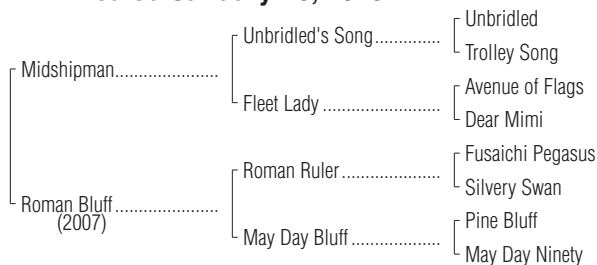 Unbridled
Unbridled's Song
Trolley Song
Midshipman
Avenue of Flags
Fleet Lady
Dear Mimi
Fusaichi Pegasus
Roman Ruler
Silvery Swan
Roman Bluff
(2007)
Pine Bluff
May Day Bluff
May Day Ninety